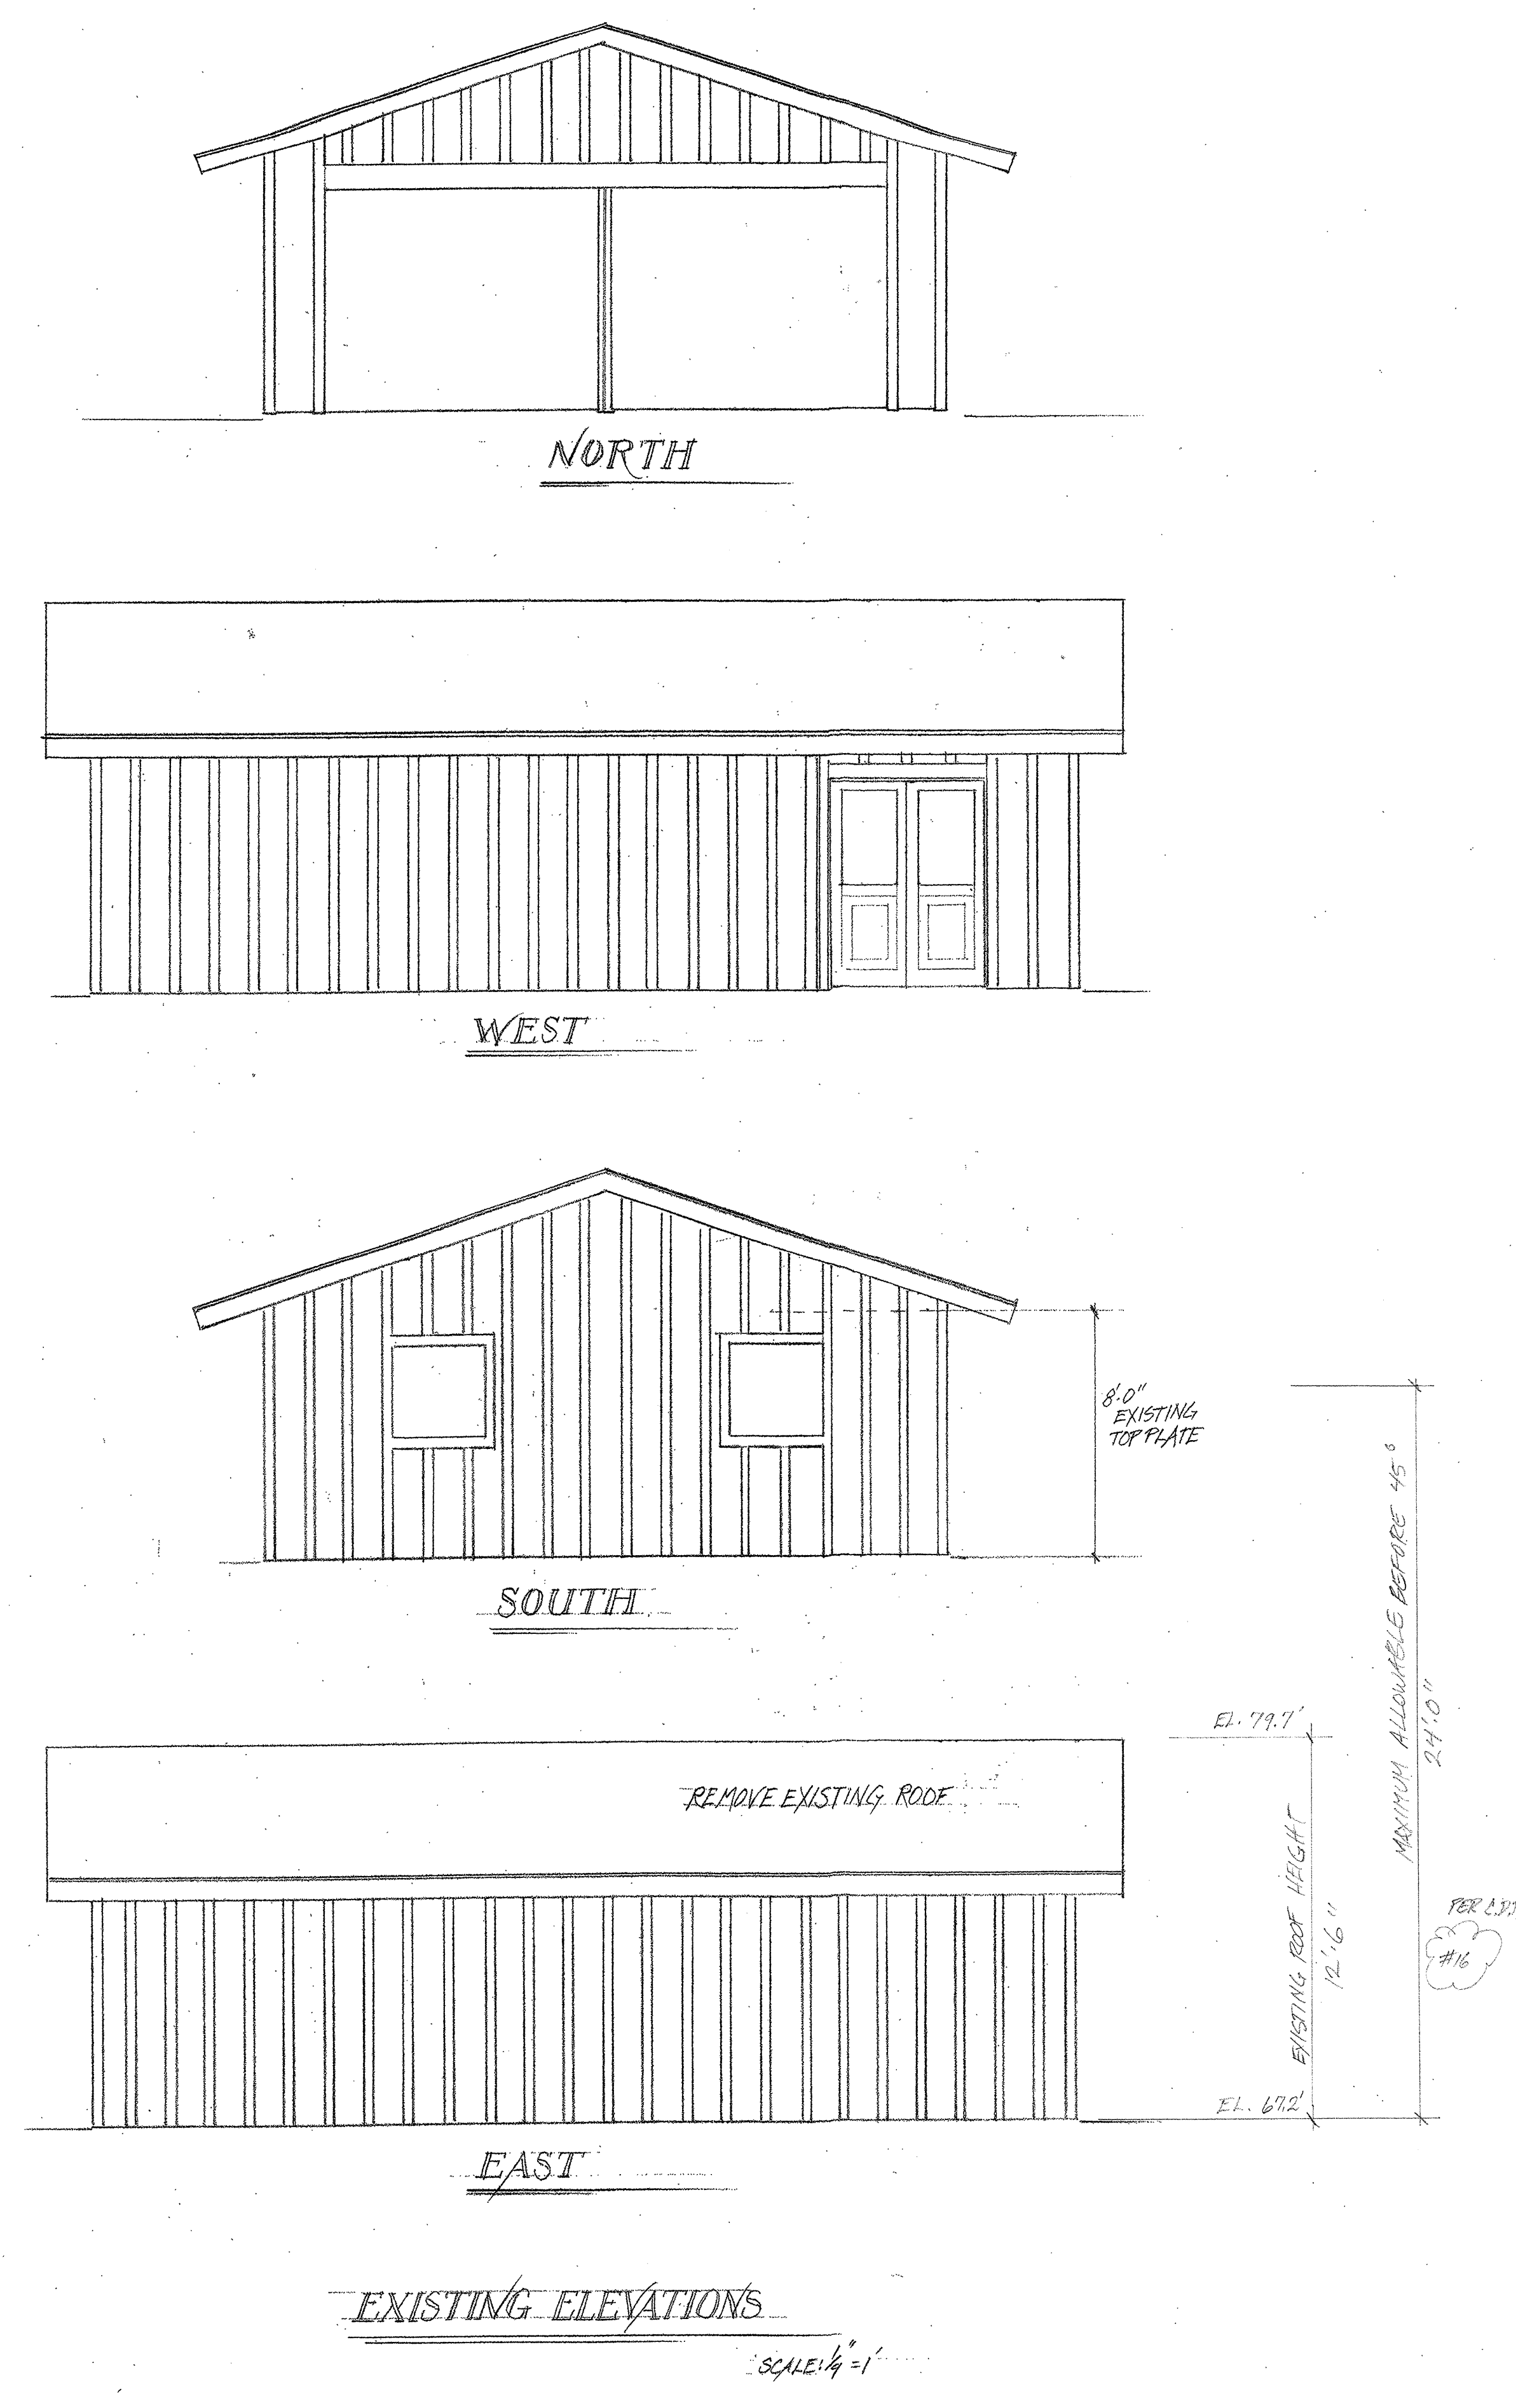 NORTH
WEST
8'-0"
EXISTING
TOP PLATE
SOUTH
MAXIMUM ALLOWABLE BEFORE 45°
24'-0"
EL. 79.7'
REMOVE EXISTING ROOF
EXISTING ROOF HEIGHT
12'-6"
PER
#16
EL. 67.2'
EAST
EXISTING ELEVATIONS
SCALE: 1/4" = 1'